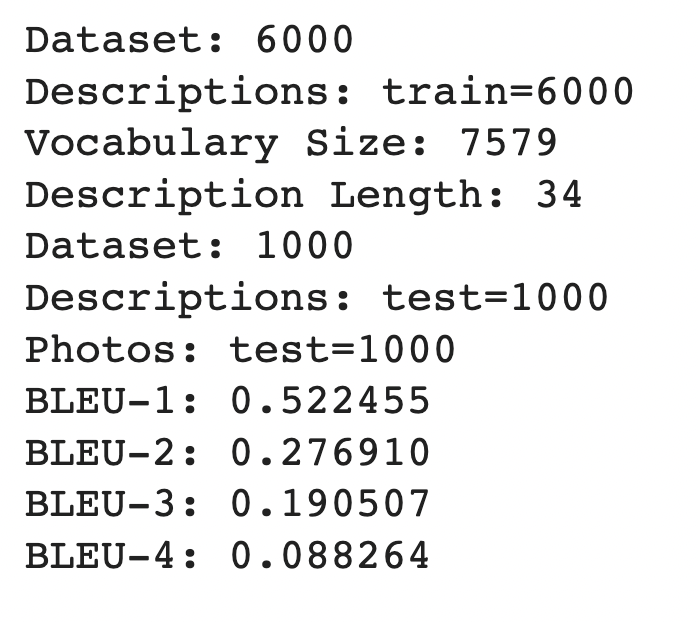 Dataset: 6000
Descriptions: train=6000
Vocabulary Size: 7579
Description Length: 34
Dataset: 1000
Descriptions: test=1000
Photos: test=1000
BLEU-1: 0.522455
BLEU-2: 0.276910
BLEU-3: 0.190507
BLEU-4: 0.088264